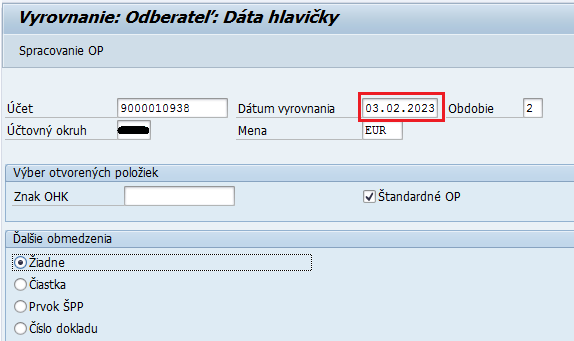 Vyrovnanie: Odberateľ: Dáta hlavičky
Spracovanie OP
Účet 9000010938 Dátum vyrovnania 03.02.2023 Obdobie 2
Účtovný okruh Mena EUR
Výber otvorených položiek
Znak OHK Štandardné OP
Ďalšie obmedzenia
Žiadne
Čiastka
Prvok ŠPP
Číslo dokladu